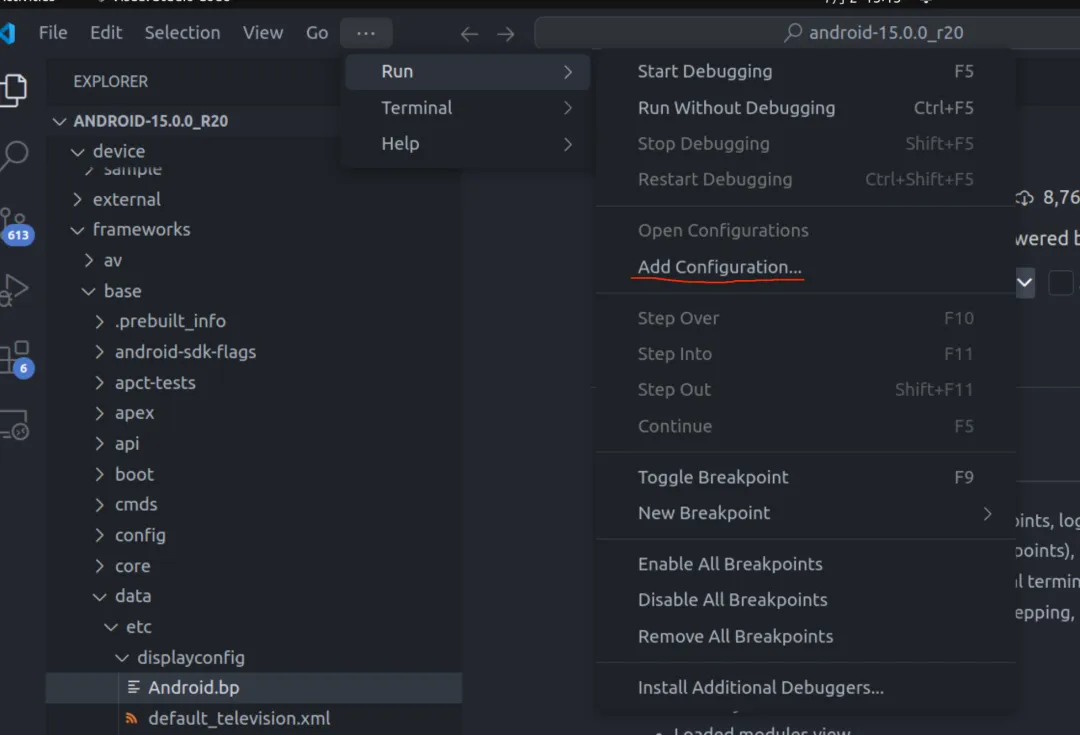 File Edit Selection View Go ... android-15.0.0_r20
EXPLORER
ANDROID-15.0.0_R20
device
sample
external
frameworks
av
base
.prebuilt_info
android-sdk-flags
apct-tests
apex
api
boot
cmds
config
core
data
etc
displayconfig
Android.bp
default_television.xml
613
6
Run
Terminal
Help
Start Debugging F5
Run Without Debugging Ctrl+F5
Stop Debugging Shift+F5
Restart Debugging Ctrl+Shift+F5
Open Configurations
Add Configuration...
Step Over F10
Step Into F11
Step Out Shift+F11
Continue F5
Toggle Breakpoint F9
New Breakpoint
Enable All Breakpoints
Disable All Breakpoints
Remove All Breakpoints
Install Additional Debuggers...
8,76
wered b
oints, log
points),
l termin
epping,
Loaded modules view